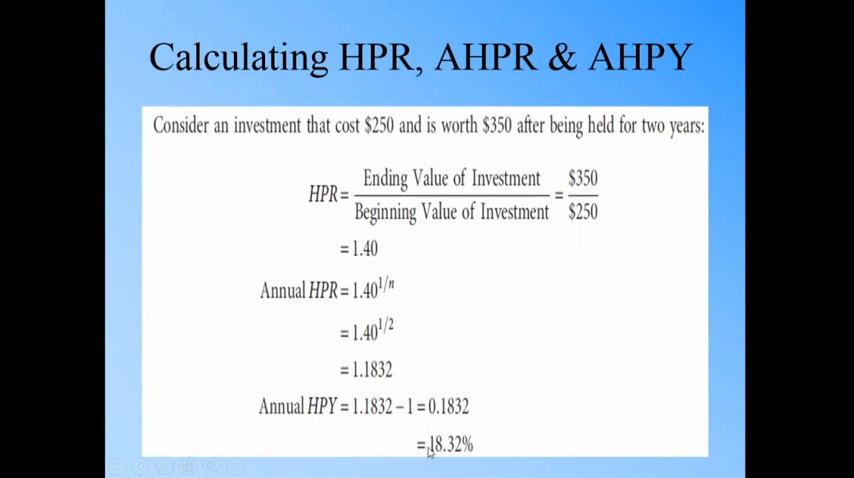 Calculating HPR, AHPR & AHPY
Consider an investment that cost $250 and is worth $350 after being held for two years:
HPR = Ending Value of Investment / Beginning Value of Investment = $350 / $250
= 1.40
Annual HPR = 1.40^1/n
= 1.40^1/2
= 1.1832
Annual HPY = 1.1832 – 1 = 0.1832
= 18.32%